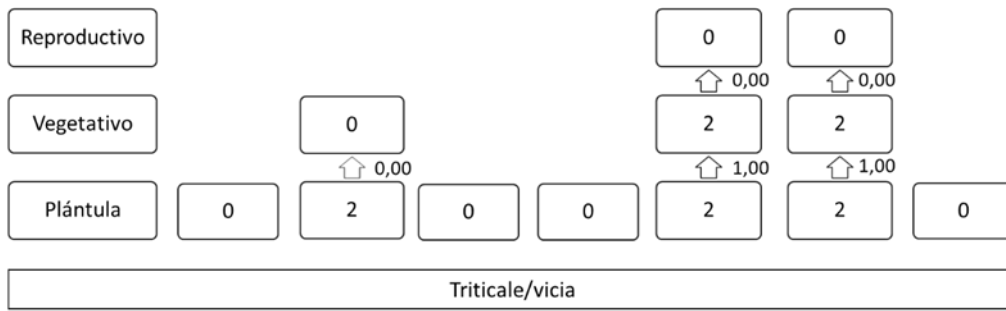 Reproductivo 0 0
0,00 0,00
Vegetativo 0 2 2
0,00 1,00 1,00
Plántula 0 2 0 0 2 2 0
Triticale/vicia